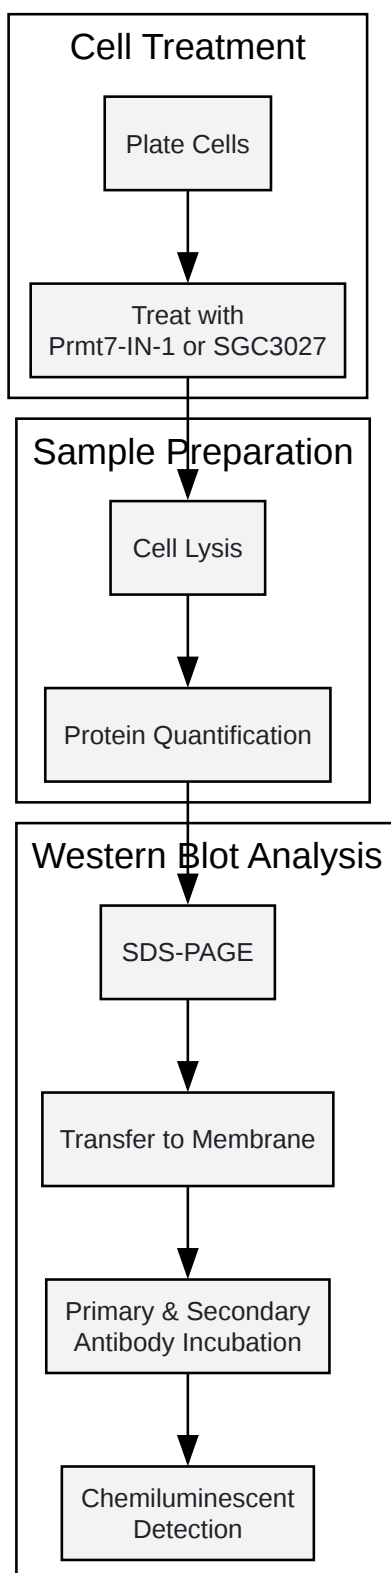 Cell Treatment
Plate Cells
Treat with
Prmt7-IN-1 or SGC3027
Sample Preparation
Cell Lysis
Protein Quantification
Western Blot Analysis
SDS-PAGE
Transfer to Membrane
Primary & Secondary
Antibody Incubation
Chemiluminescent
Detection